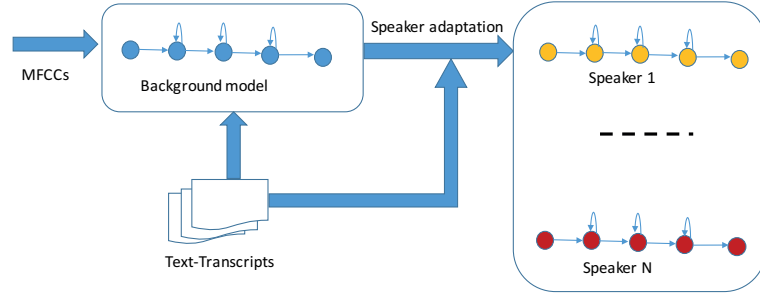 Speaker adaptation
MFCCs
Background model
Speaker 1
Text-Transcripts
Speaker N